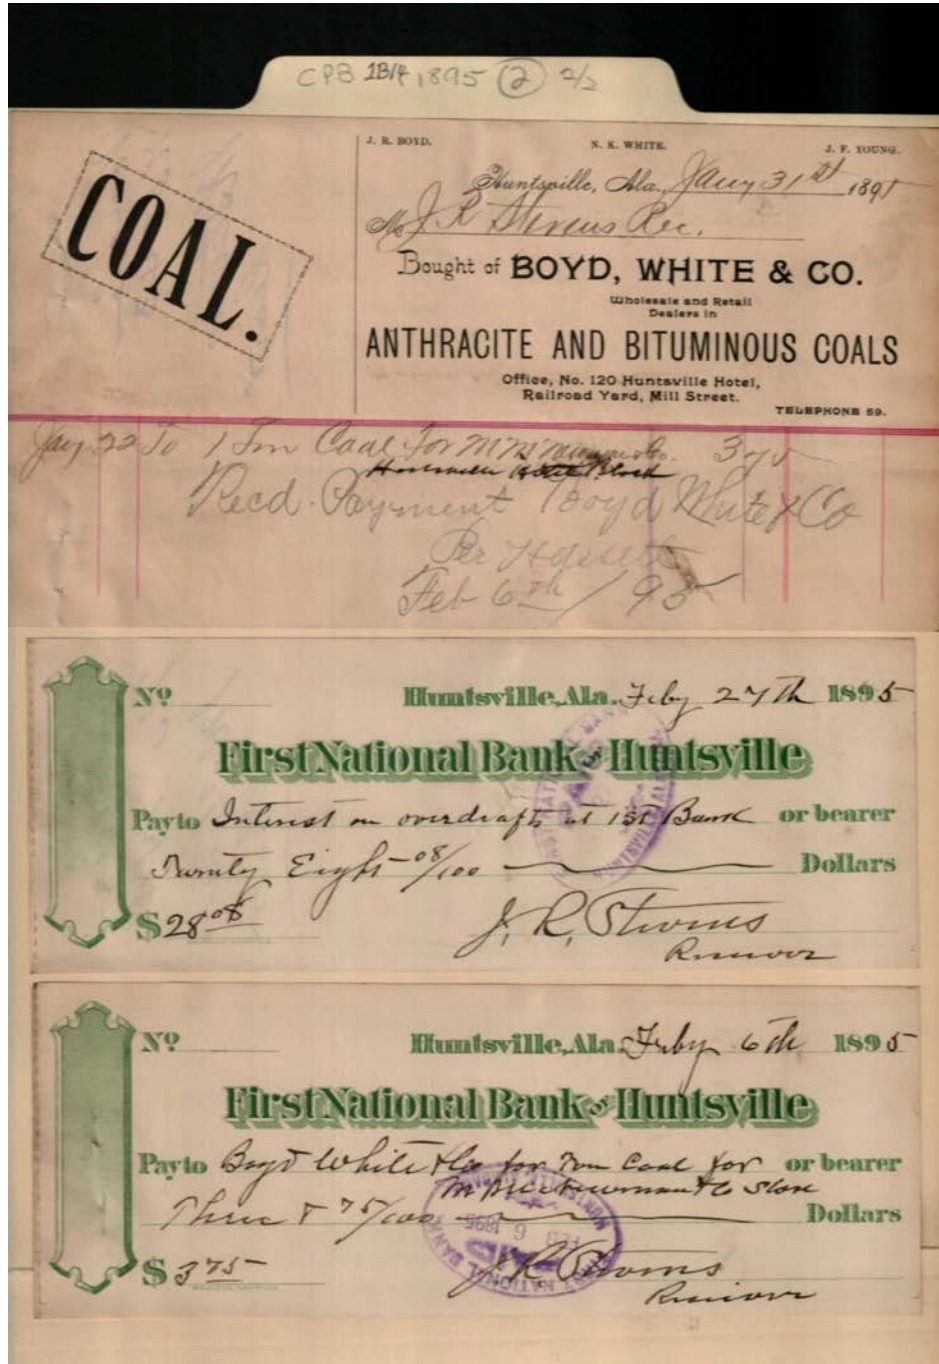 CPB 1B14 1895 (2) 2/2
COAL.
J. R. BOYD. N. K. WHITE. J. F. YOUNG.
Huntsville, Ala., Jany 31st 1895
M J R Stevens Rec.
Bought of BOYD, WHITE & CO.
Wholesale and Retail
Dealers in
ANTHRACITE AND BITUMINOUS COALS
Office, No. 120 Huntsville Hotel,
Railroad Yard, Mill Street.
TELEPHONE 59.
Jany 22 To 1 Ton Coal For 3 75
Recd. Payment Boyd White & Co
Per
Feb 6th / 95
No Huntsville, Ala. Feby 27th 1895
First National Bank of Huntsville
Pay to Interest on overdrafts at 1st Bank or bearer
Twenty Eight 08/100 Dollars
$ 28 08
J. R. Stevens
Receiver
No Huntsville, Ala. Feby 6th 1895
First National Bank of Huntsville
Pay to Boyd White & Co for Ton Coal for or bearer
Newman & Co Store
Three & 75/100 Dollars
FEB 6 1895
$ 3 75
J. R. Stevens
Receiver